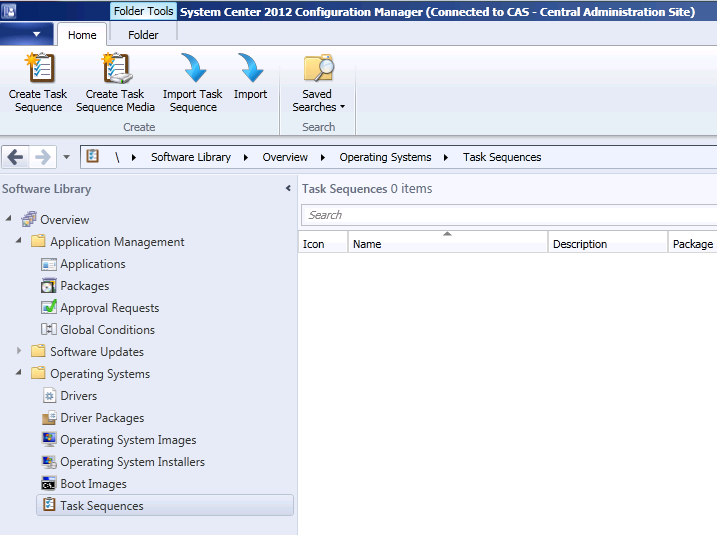 Folder Tools System Center 2012 Configuration Manager (Connected to CAS - Central Administration Site)
Home Folder
Create Task Sequence
Create Task Sequence Media
Import Task Sequence
Import
Saved Searches
Create Search
\ Software Library Overview Operating Systems Task Sequences
Software Library
Task Sequences 0 items
Search
Icon Name Description Package
Overview
Application Management
Applications
Packages
Approval Requests
Global Conditions
Software Updates
Operating Systems
Drivers
Driver Packages
Operating System Images
Operating System Installers
Boot Images
Task Sequences